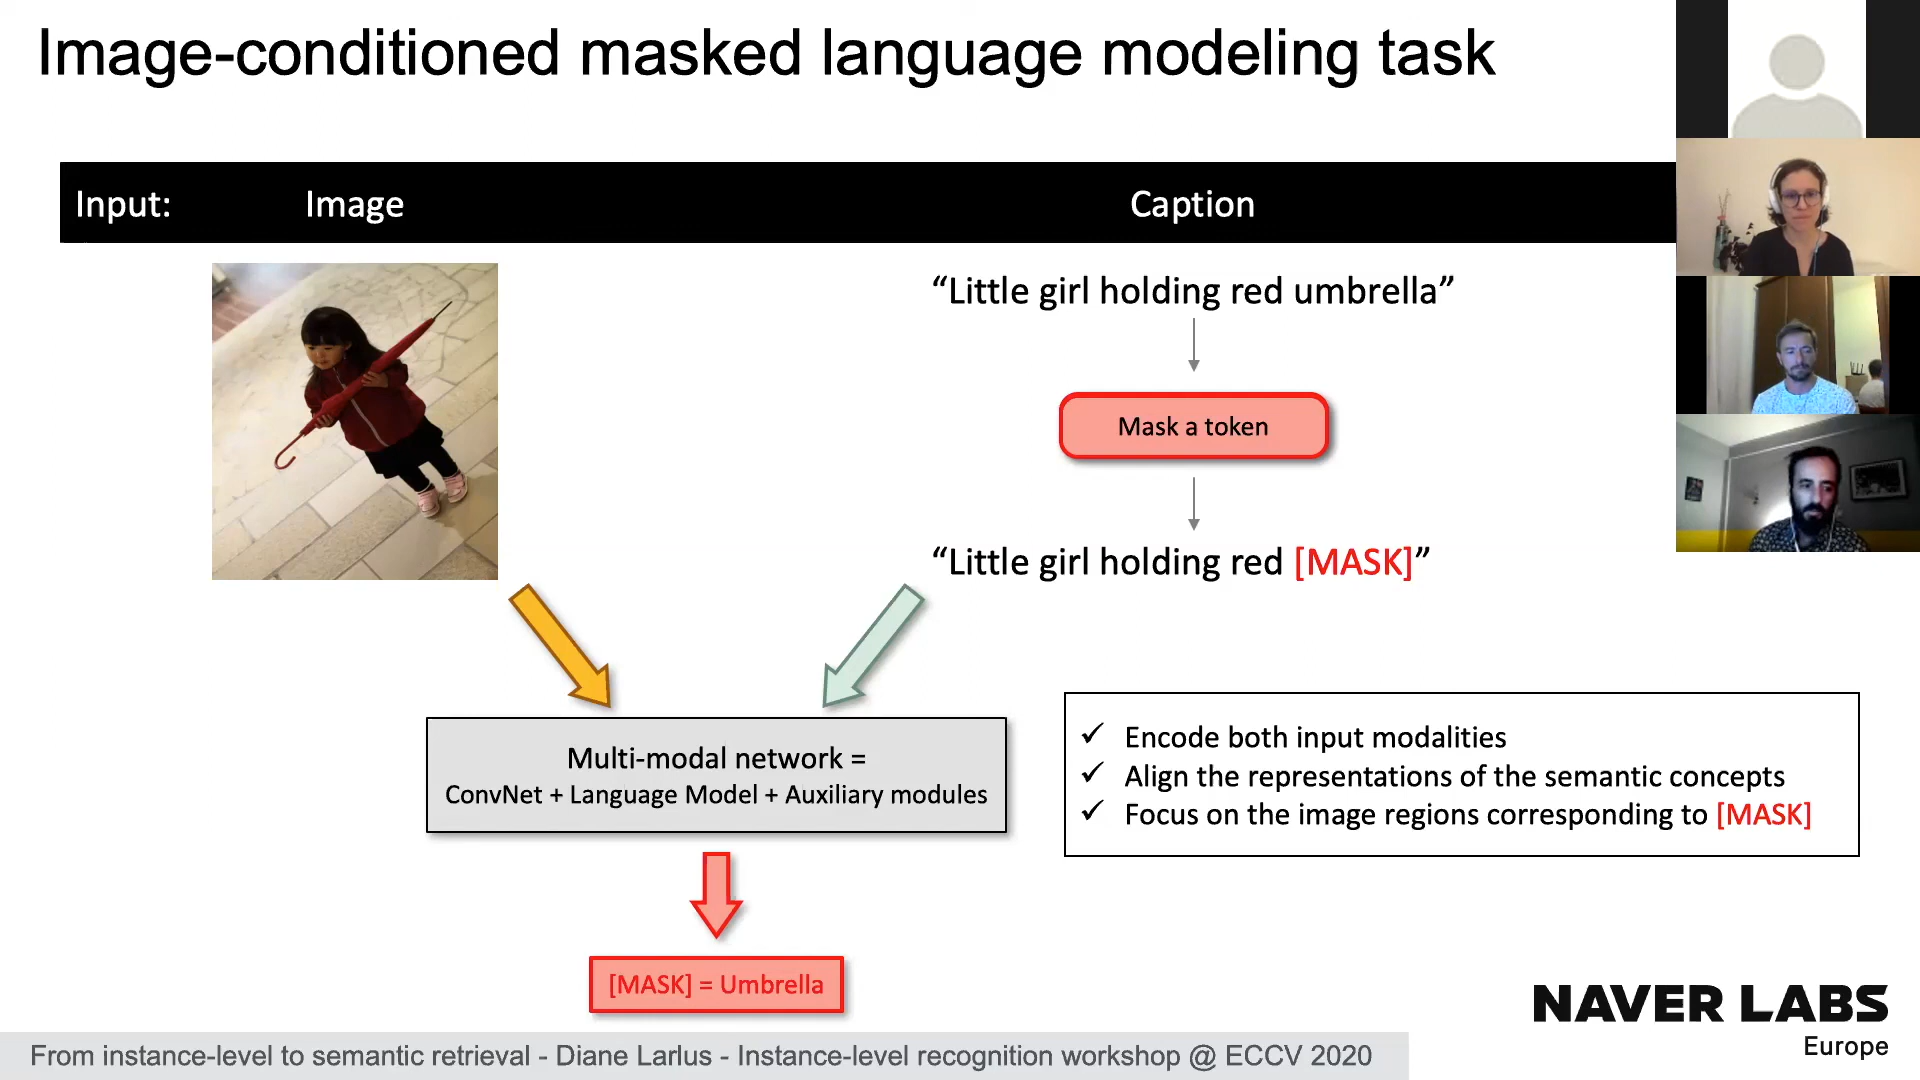 Image-conditioned masked language modeling task
Input: Image Caption
“Little girl holding red umbrella”
Mask a token
“Little girl holding red [MASK]”
Multi-modal network =
ConvNet + Language Model + Auxiliary modules
✓ Encode both input modalities
✓ Align the representations of the semantic concepts
✓ Focus on the image regions corresponding to [MASK]
[MASK] = Umbrella
NAVER LABS
Europe
From instance-level to semantic retrieval - Diane Larlus - Instance-level recognition workshop @ ECCV 2020